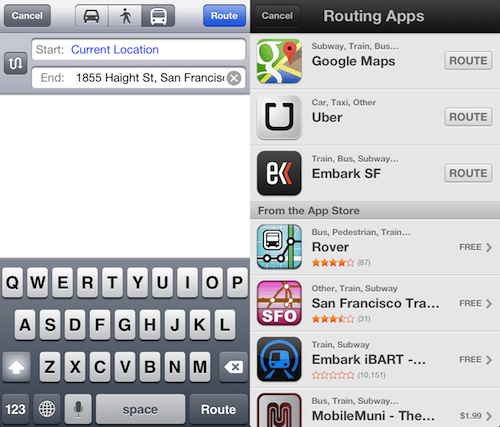 Cancel
Route
Start: Current Location
End: 1855 Haight St, San Francisc
Q W E R T Y U I O P
A S D F G H J K L
Z X C V B N M
123
space
Route
Cancel
Routing Apps
Subway, Train, Bus...
Google Maps
ROUTE
Car, Taxi, Other
Uber
ROUTE
Train, Bus, Subway...
Embark SF
ROUTE
From the App Store
Bus, Pedestrian, Train...
Rover
(87)
FREE
Other, Train, Subway
San Francisco Tra...
(31)
FREE
SFO
Train, Subway
Embark iBART -...
(10,151)
FREE
Bus, Train, Subway...
MobileMuni - The...
$1.99